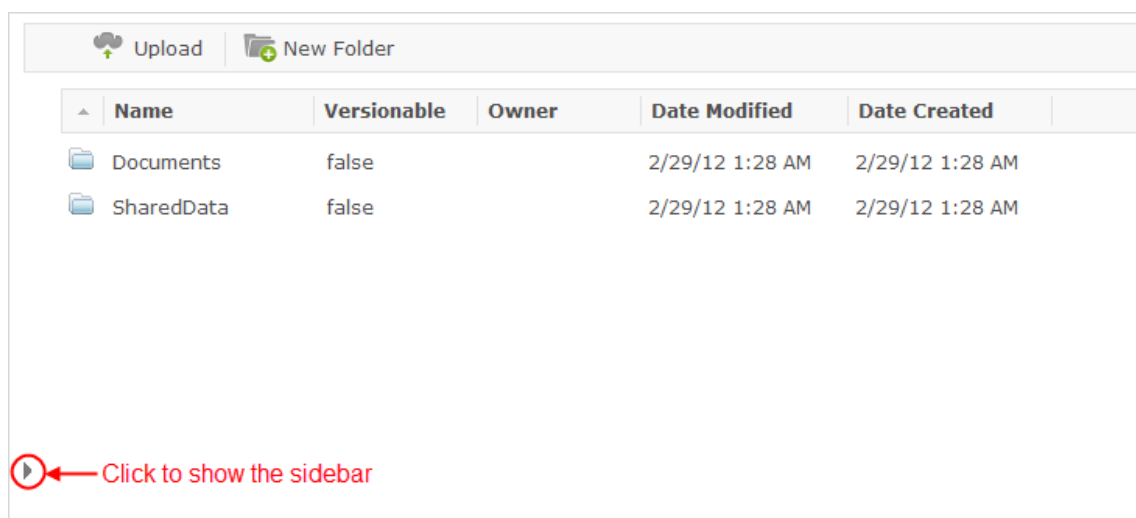 Upload New Folder
Name Versionable Owner Date Modified Date Created
Documents false 2/29/12 1:28 AM 2/29/12 1:28 AM
SharedData false 2/29/12 1:28 AM 2/29/12 1:28 AM
Click to show the sidebar